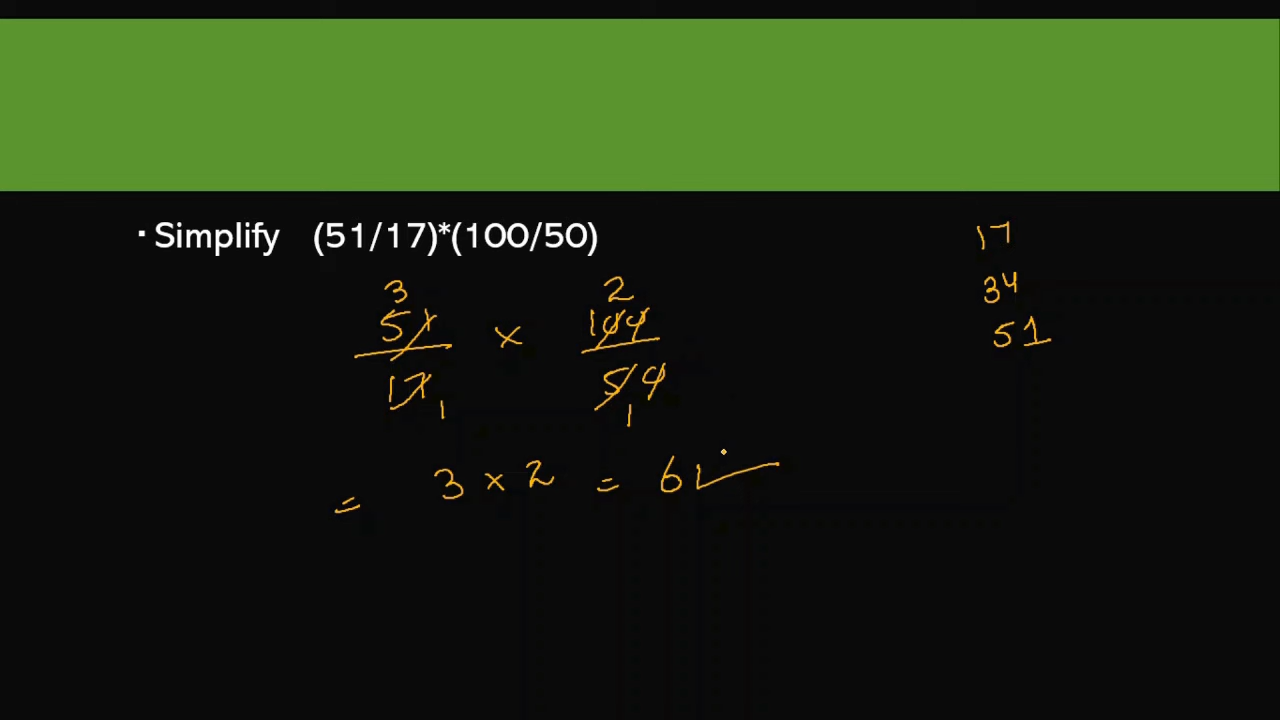 · Simplify (51/17)*(100/50)
3 2
51 x 100
17 1 50 1
= 3 x 2 = 6
17
34
51